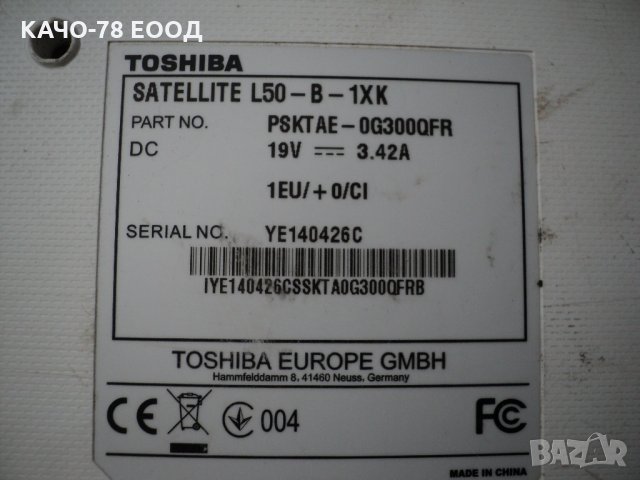 КАЧО-78 ЕООД
TOSHIBA
SATELLITE L50-B-1XK
PART NO. PSKTAE-0G300QFR
DC 19V ⎓ 3.42A
1EU/+0/CI
SERIAL NO. YE140426C
IYE140426CSSKTA0G300QFRB
TOSHIBA EUROPE GMBH
Hammfelddamm 8, 41460 Neuss, Germany
CE 004 FC
MADE IN CHINA
BAZAR